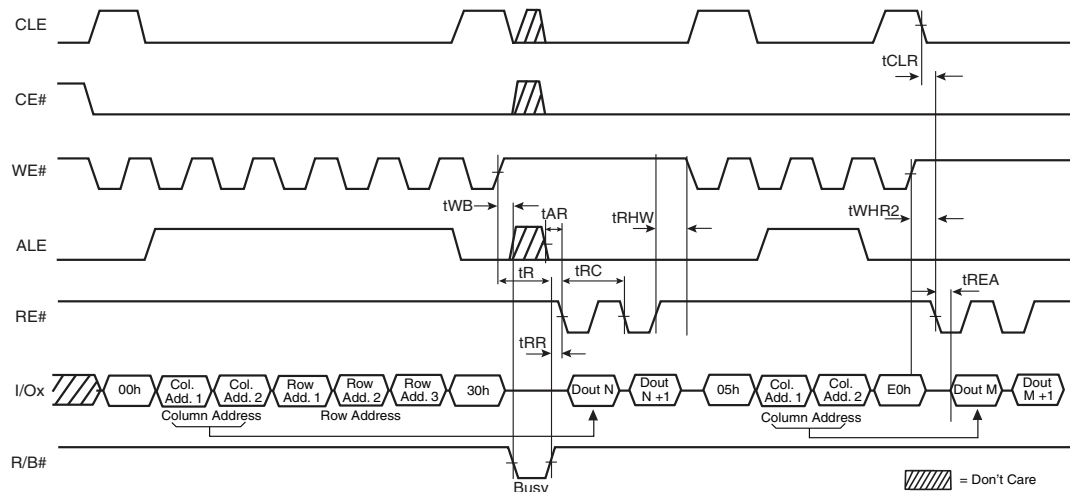 CLE
tCLR
CE#
WE#
tWB
tAR
tRHW
tWHR2
ALE
tR
tRC
tREA
RE#
tRR
I/Ox
00h
Col. Add. 1
Col. Add. 2
Row Add. 1
Row Add. 2
Row Add. 3
30h
Dout N
Dout N +1
05h
Col. Add. 1
Col. Add. 2
E0h
Dout M
Dout M +1
Column Address
Row Address
Column Address
R/B#
Busy
= Don't Care